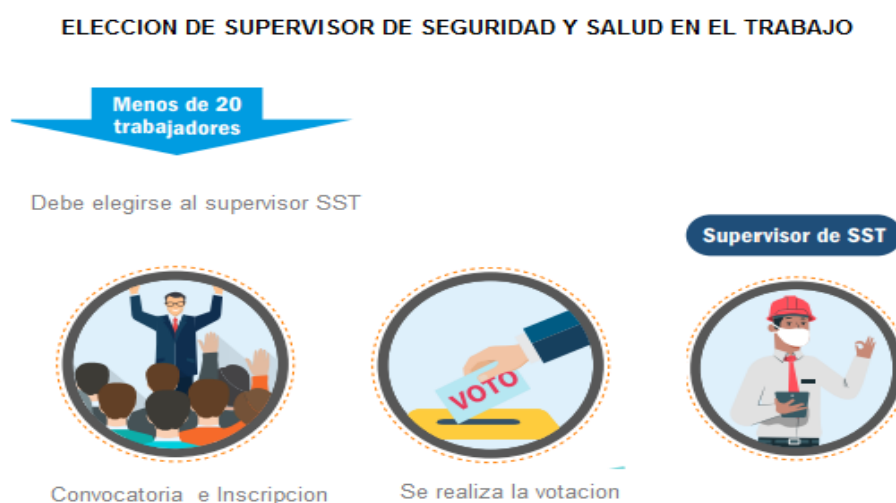 ELECCION DE SUPERVISOR DE SEGURIDAD Y SALUD EN EL TRABAJO
Menos de 20
trabajadores
Debe elegirse al supervisor SST
Supervisor de SST
VOTO
Convocatoria e Inscripcion
Se realiza la votacion